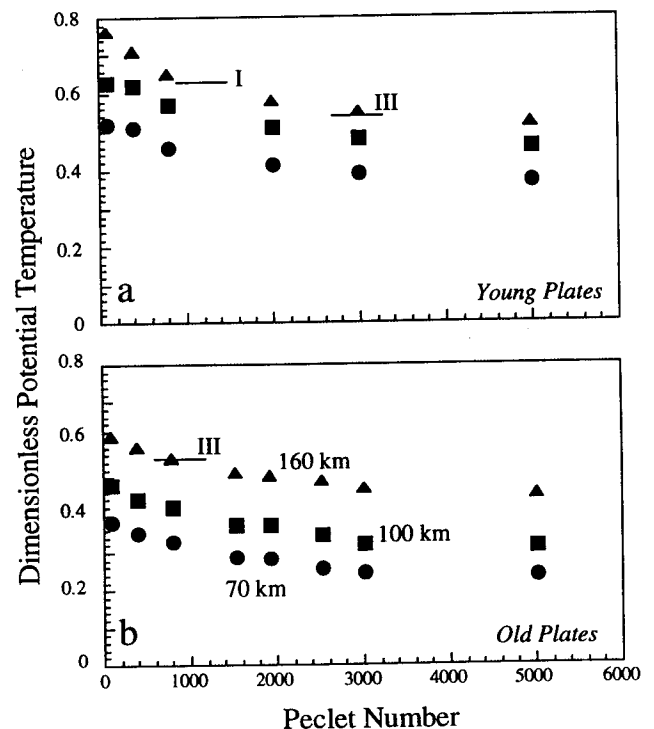 Dimensionless Potential Temperature
0.8
0.6
0.4
0.2
0
I
III
a
Young Plates
0.8
0.6
0.4
0.2
0
III
160 km
100 km
70 km
b
Old Plates
0 1000 2000 3000 4000 5000 6000
Peclet Number